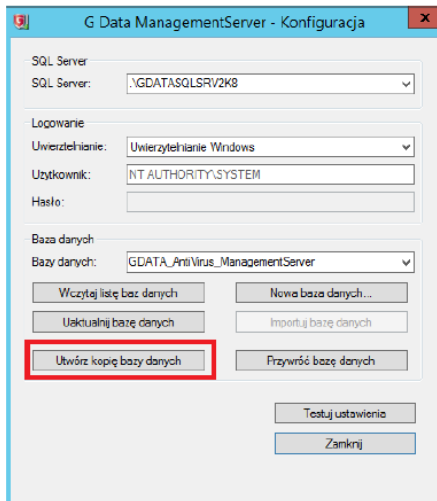 G Data ManagementServer - Konfiguracja
x
SQL Server
SQL Server: .\GDATASQLSRV2K8
Logowanie
Uwierztelnianie: Uwierzytelnianie Windows
Użytkownik: NT AUTHORITY\SYSTEM
Hasło:
Baza danych
Bazy danych: GDATA_AntiVirus_ManagementServer
Wczytaj listę baz danych Nowa baza danych...
Uaktualnij bazę danych Importuj bazę danych
Utwórz kopię bazy danych Przywróć bazę danych
Testuj ustawienia
Zamknij